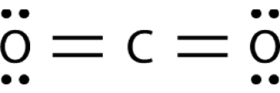 O = C = O